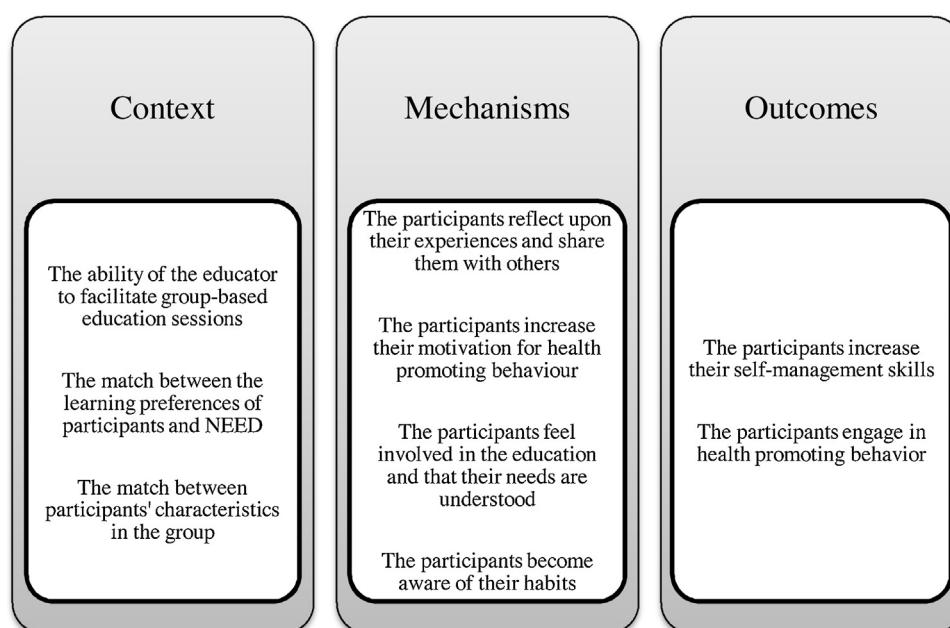 Context
The ability of the educator
to facilitate group-based
education sessions
The match between the
learning preferences of
participants and NEED
The match between
participants' characteristics
in the group
Mechanisms
The participants reflect upon
their experiences and share
them with others
The participants increase
their motivation for health
promoting behaviour
The participants feel
involved in the education
and that their needs are
understood
The participants become
aware of their habits
Outcomes
The participants increase
their self-management skills
The participants engage in
health promoting behavior